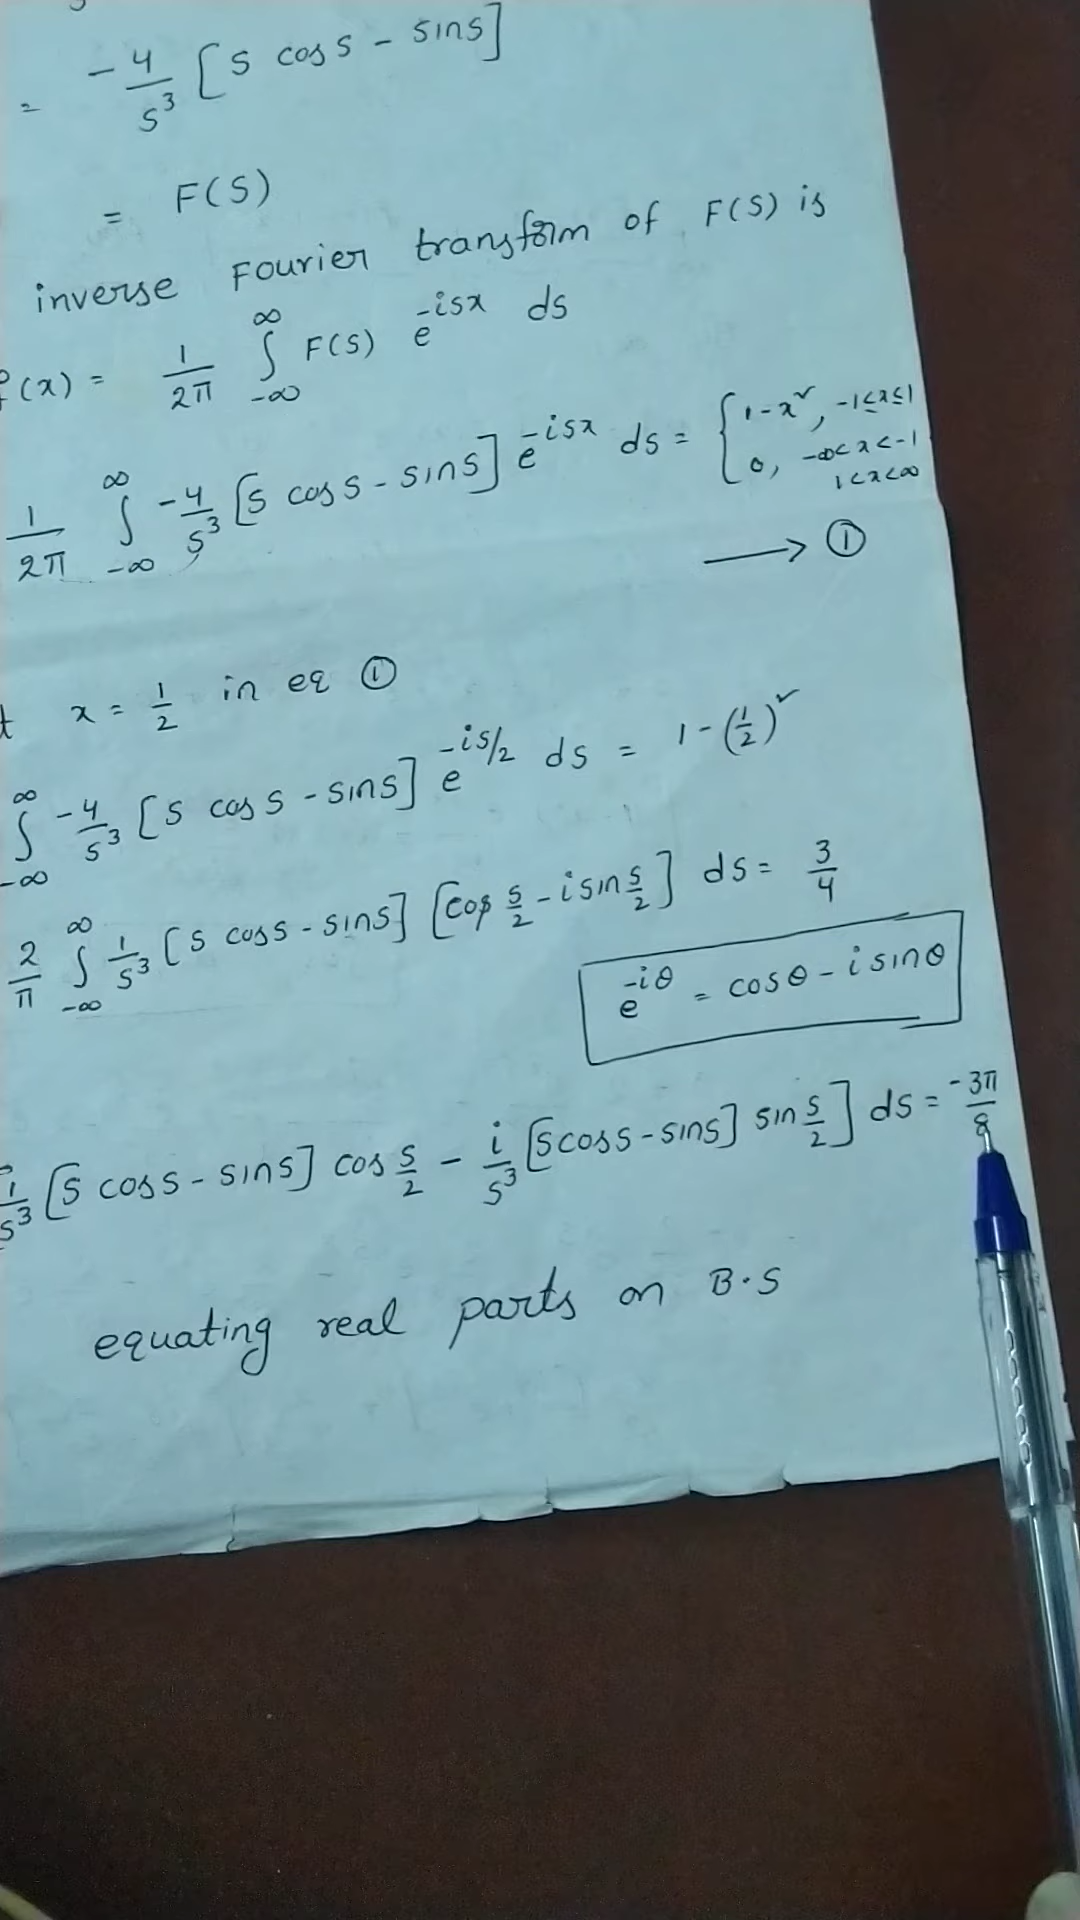 = -4/s³ [s cos s - sin s]
= F(S)
inverse Fourier transform of F(S) is
(x) = 1/2π ∫_{-∞}^{∞} F(S) e^{-isx} ds
1/2π ∫_{-∞}^{∞} -4/s³ [s cos s - sin s] e^{-isx} ds = { 1-x², -1≤x≤1
0, -∞<x<-1
1<x<∞
⟶ ①
x = 1/2 in eq ①
∫_{-∞}^{∞} -4/s³ [s cos s - sin s] e^{-is/2} ds = 1-(1/2)²
2/π ∫_{-∞}^{∞} 1/s³ [s cos s - sin s] [cos s/2 - i sin s/2] ds = 3/4
e^{-iθ} = cosθ - i sinθ
1/s³ [s cos s - sin s] cos s/2 - i/s³ [s cos s - sin s] sin s/2 ] ds = -3π/8
equating real parts on B.S